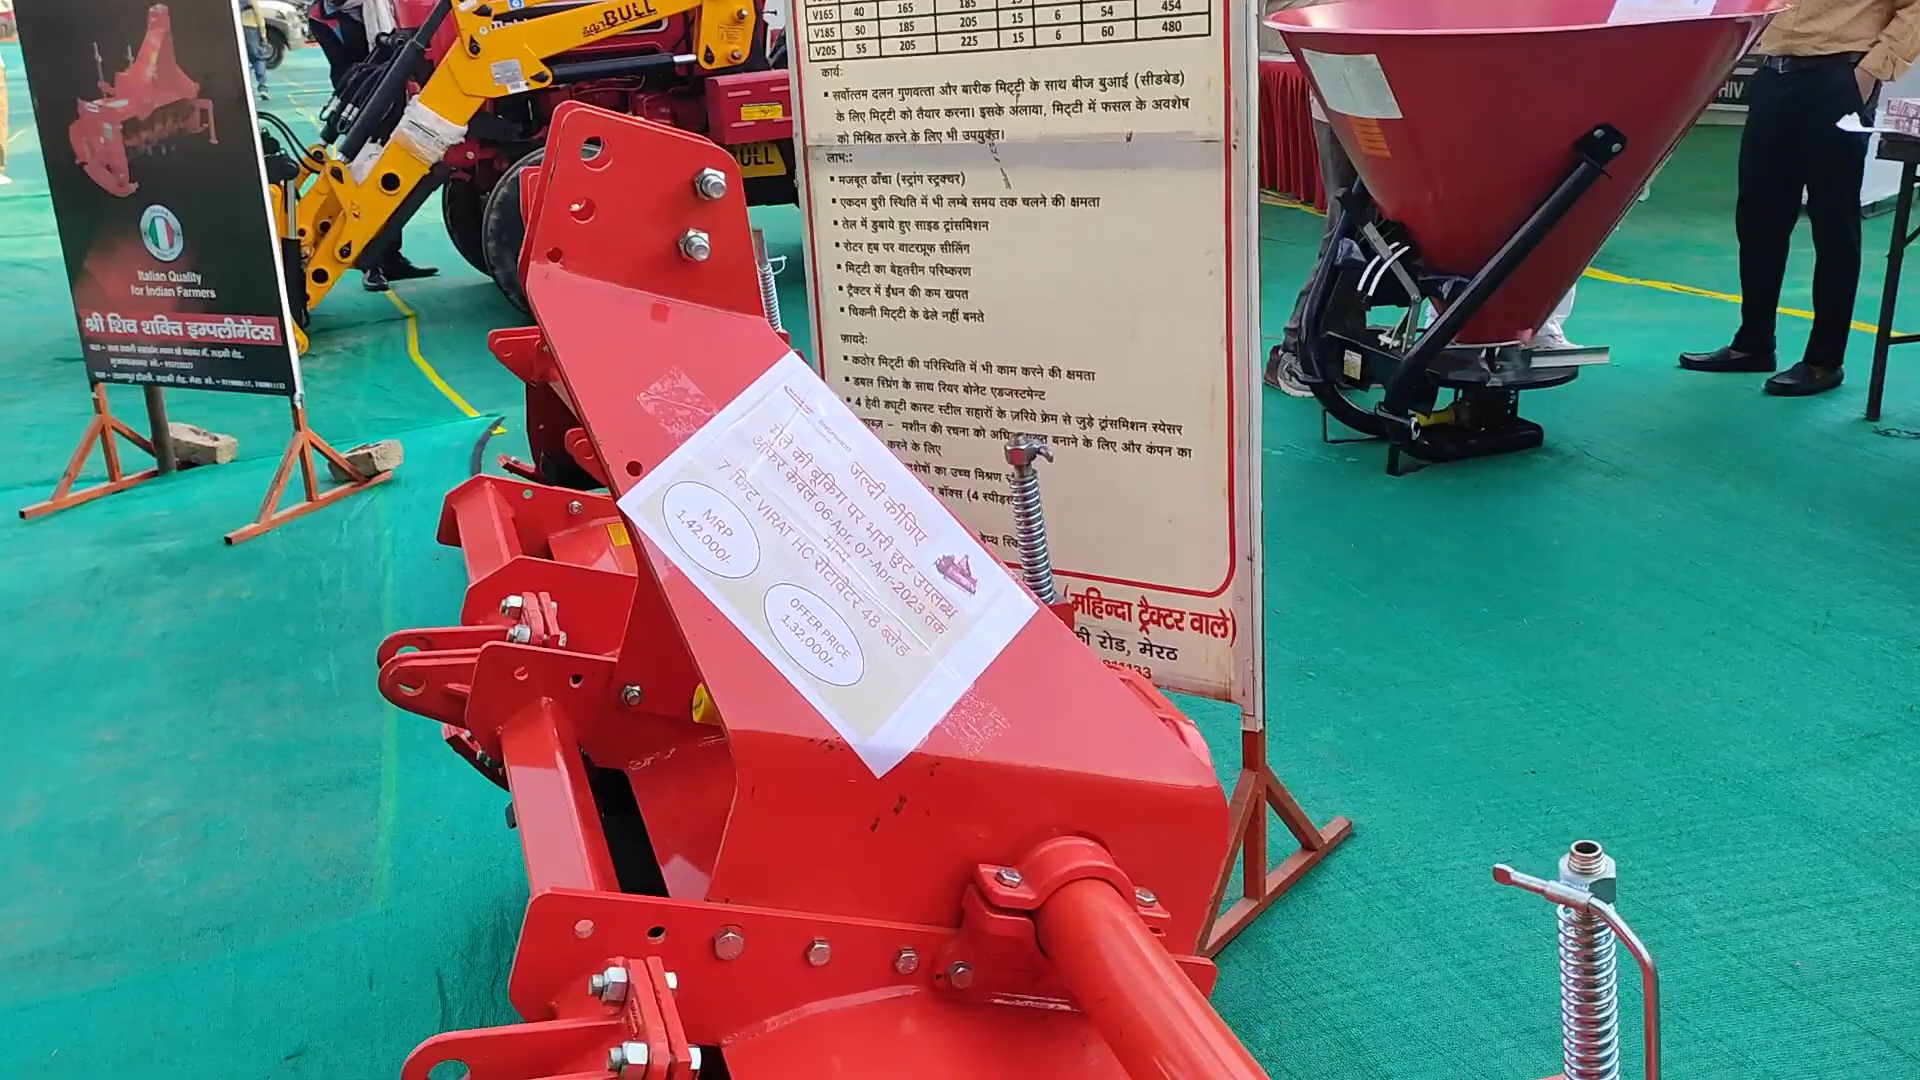 BULL
V165 40 165 185 15 6 54 454
V185 50 185 205 15 6 60 480
V205 55 205 225
कार्यः
▪ सर्वोत्तम दलन गुणवत्ता और बारीक मिट्टी के साथ बीज बुआई (सीडबेड)
के लिए मिट्टी को तैयार करना। इसके अलावा, मिट्टी में फसल के अवशेष
को मिश्रित करने के लिए भी उपयुक्त।
लाभ::
▪ मजबूत ढाँचा (स्ट्रांग स्ट्रक्चर)
▪ एकदम बुरी स्थिति में भी लम्बे समय तक चलने की क्षमता
▪ तेल में डुबाये हुए साइड ट्रांसमिशन
▪ रोटर हब पर वाटरप्रूफ सीलिंग
▪ मिट्टी का बेहतरीन परिष्करण
▪ ट्रैक्टर में ईंधन की कम खपत
▪ चिकनी मिट्टी के ढेले नहीं बनते
फ़ायदेः
▪ कठोर मिट्टी की परिस्थिति में भी काम करने की क्षमता
▪ डबल स्प्रिंग के साथ रियर बोनेट एडजस्टमेन्ट
▪ 4 हेवी ड्यूटी कास्ट स्टील सहारों के ज़रिये फ्रेम से जुड़े ट्रांसमिशन स्पेसर
– मशीन की रचना को बनाने के लिए और कंपन का
करने के लिए
का उच्च मिश्रण
बॉक्स (4 स्पीड
(महिन्दा ट्रैक्टर वाले)
रोड, मेरठ
BULL
Italian Quality
for Indian Farmers
श्री शिव शक्ति इम्पलीमेंटस
जल्दी कीजिए
मेले की बूकिंग पर भारी छुट उपलब्ध
ऑफर केवल 06-Apr, 07-Apr-2023 तक
मान्य
7 फिट VIRAT HC रोटावेटर 48 ब्लेड
MRP
1,42,000/-
OFFER PRICE
1,32,000/-